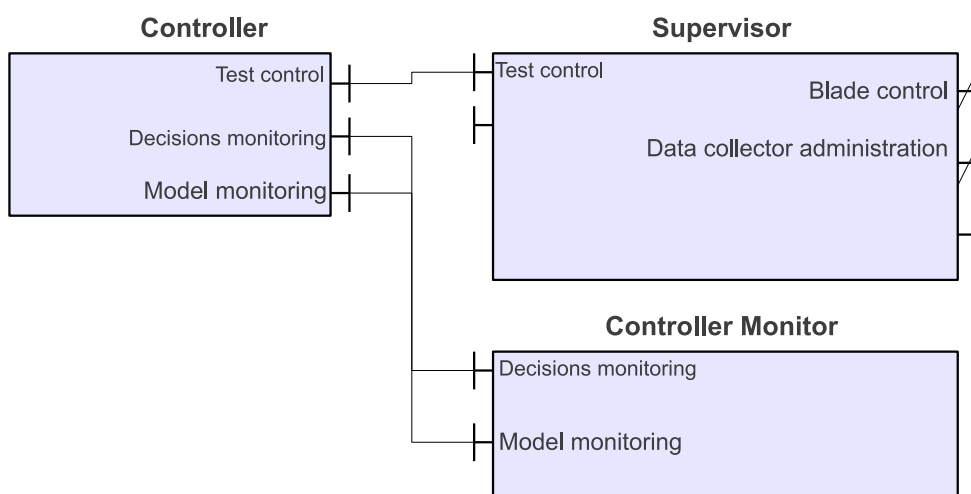 Controller
Test control
Decisions monitoring
Model monitoring
Supervisor
Test control
Blade control
Data collector administration
Controller Monitor
Decisions monitoring
Model monitoring